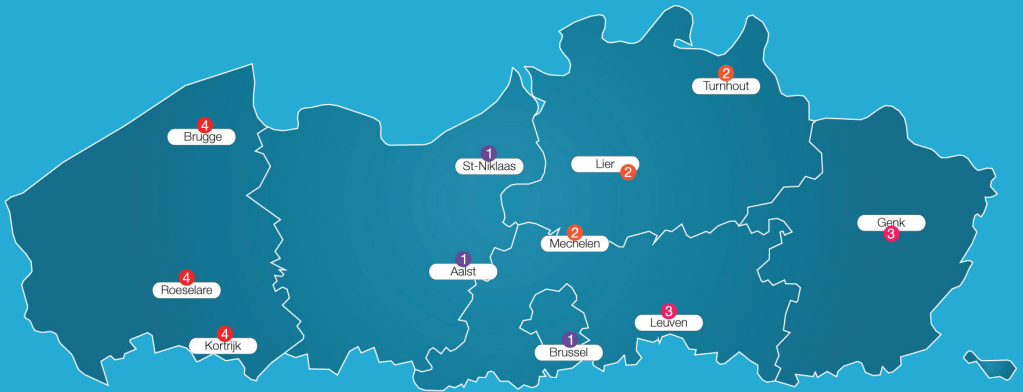 2
Turnhout
4
Brugge
1
St-Niklaas
Lier
2
Genk
3
2
Mechelen
1
Aalst
4
Roeselare
3
Leuven
4
Kortrijk
1
Brussel